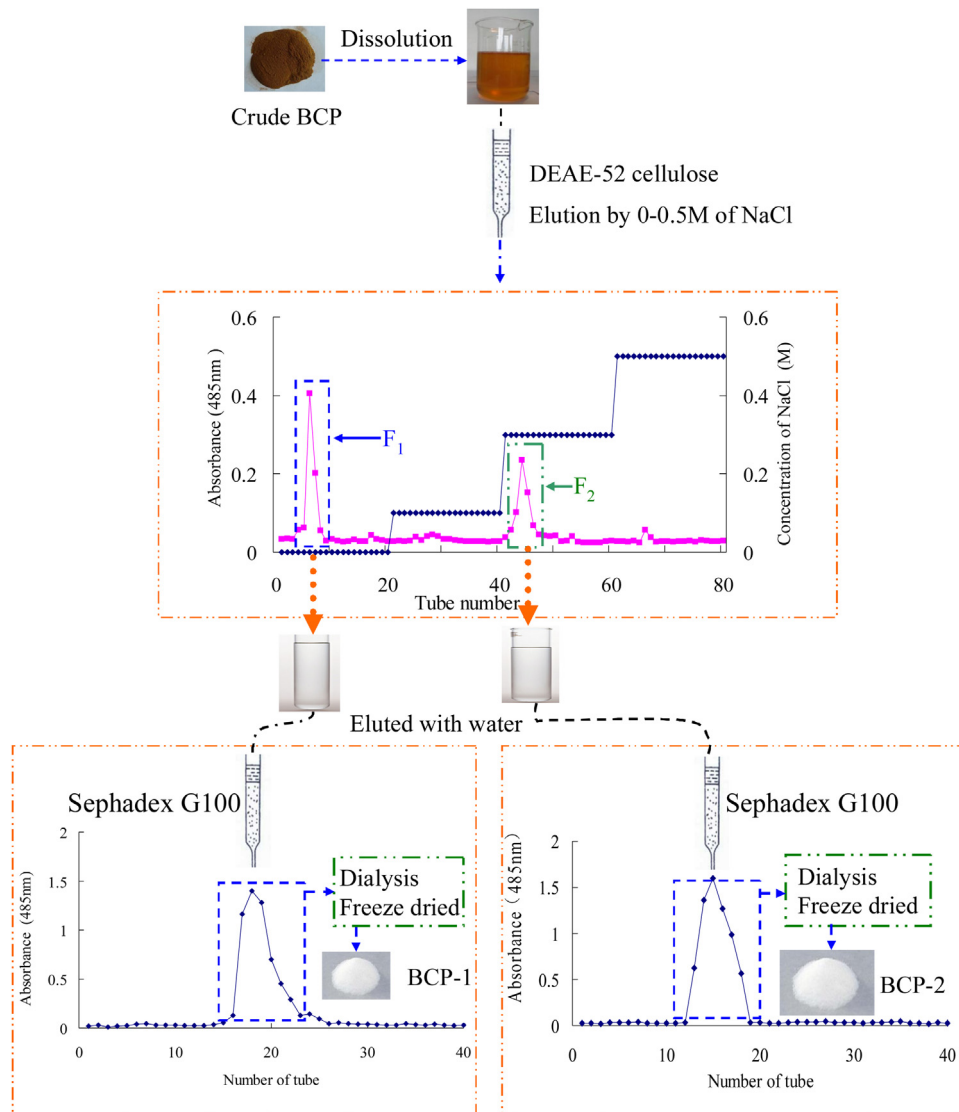 Dissolution
Crude BCP
DEAE-52 cellulose
Elution by 0-0.5M of NaCl
Absorbance (485nm )
0.6
0.4
0.2
0
F1
F2
0.6
0.4
0.2
0
Concentration of NaCl (M)
0 20 40 60 80
Tube number
Eluted with water
Sephadex G100
Absorbance (485nm)
2
1.5
1
0.5
0
Dialysis
Freeze dried
BCP-1
0 10 20 30 40
Number of tube
Sephadex G100
Absorbance (485nm)
2
1.5
1
0.5
0
Dialysis
Freeze dried
BCP-2
0 10 20 30 40
Number of tube